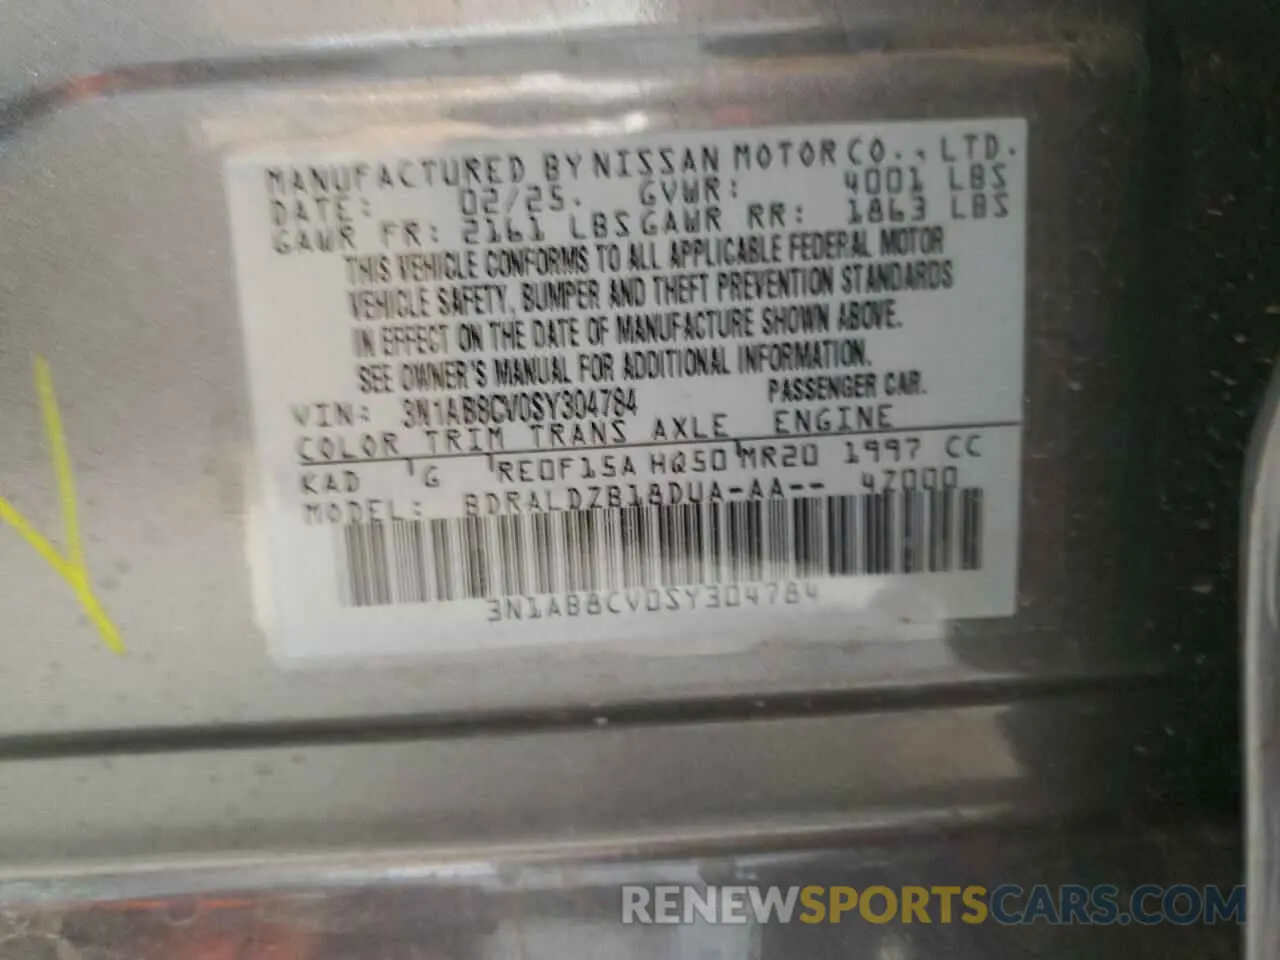 MANUFACTURED BY NISSAN MOTOR CO., LTD.
DATE: 02/25. GVWR: 4001 LBS
GAWR FR: 2161 LBS GAWR RR: 1863 LBS
THIS VEHICLE CONFORMS TO ALL APPLICABLE FEDERAL MOTOR
VEHICLE SAFETY, BUMPER AND THEFT PREVENTION STANDARDS
IN EFFECT ON THE DATE OF MANUFACTURE SHOWN ABOVE.
SEE OWNER'S MANUAL FOR ADDITIONAL INFORMATION.
VIN: 3N1AB8CV0SY304784 PASSENGER CAR.
COLOR TRIM TRANS AXLE ENGINE
KAD G RE0F15A HQ50 MR20 1997 CC
MODEL: BDRALDZB18DUA-AA-- 47000
3N1AB8CV0SY304784
RENEWSPORTSCARS.COM